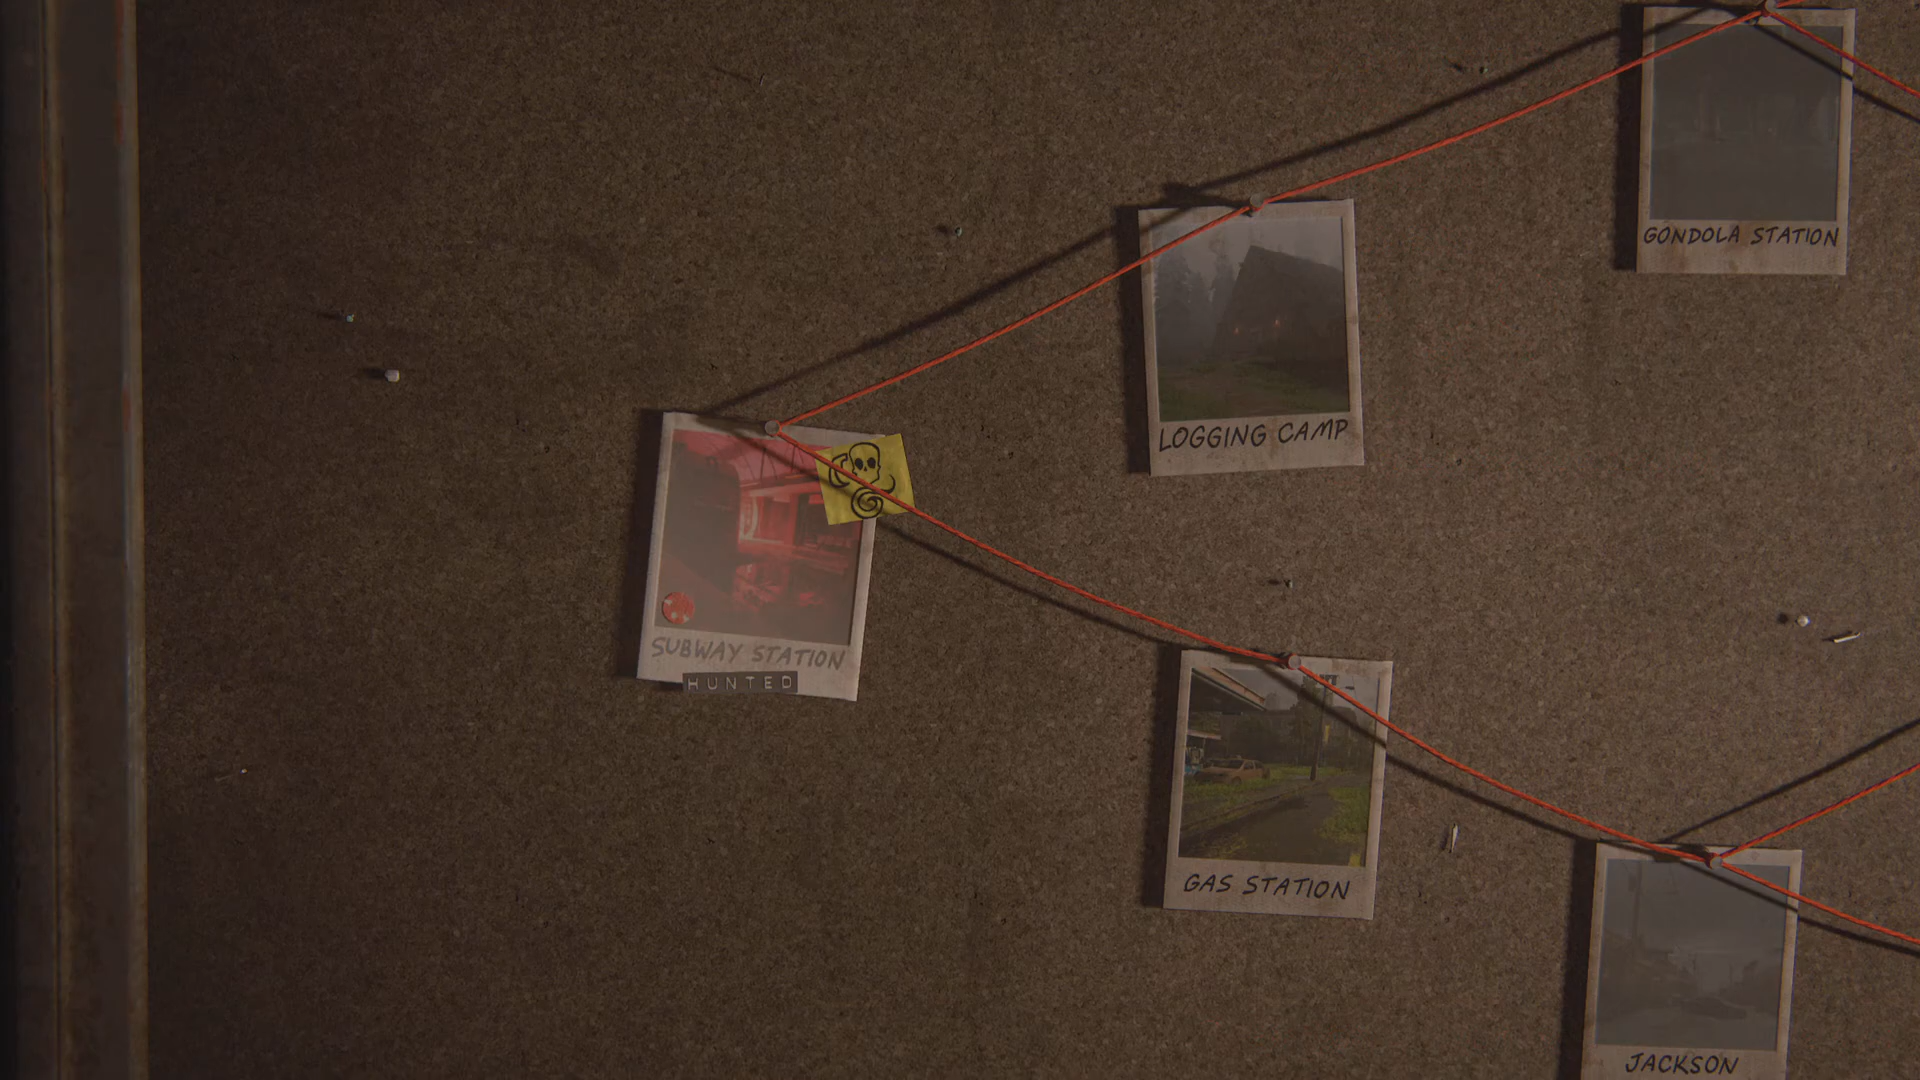 GONDOLA STATION
LOGGING CAMP
SUBWAY STATION
HUNTED
GAS STATION
JACKSON